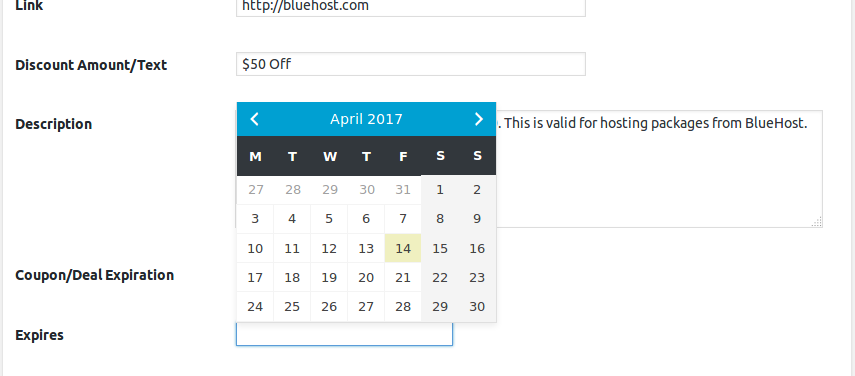 Link
http://bluehost.com
Discount Amount/Text
$50 Off
Description
. This is valid for hosting packages from BlueHost.
April 2017
M T W T F S S
27 28 29 30 31 1 2
3 4 5 6 7 8 9
10 11 12 13 14 15 16
17 18 19 20 21 22 23
24 25 26 27 28 29 30
Coupon/Deal Expiration
Expires